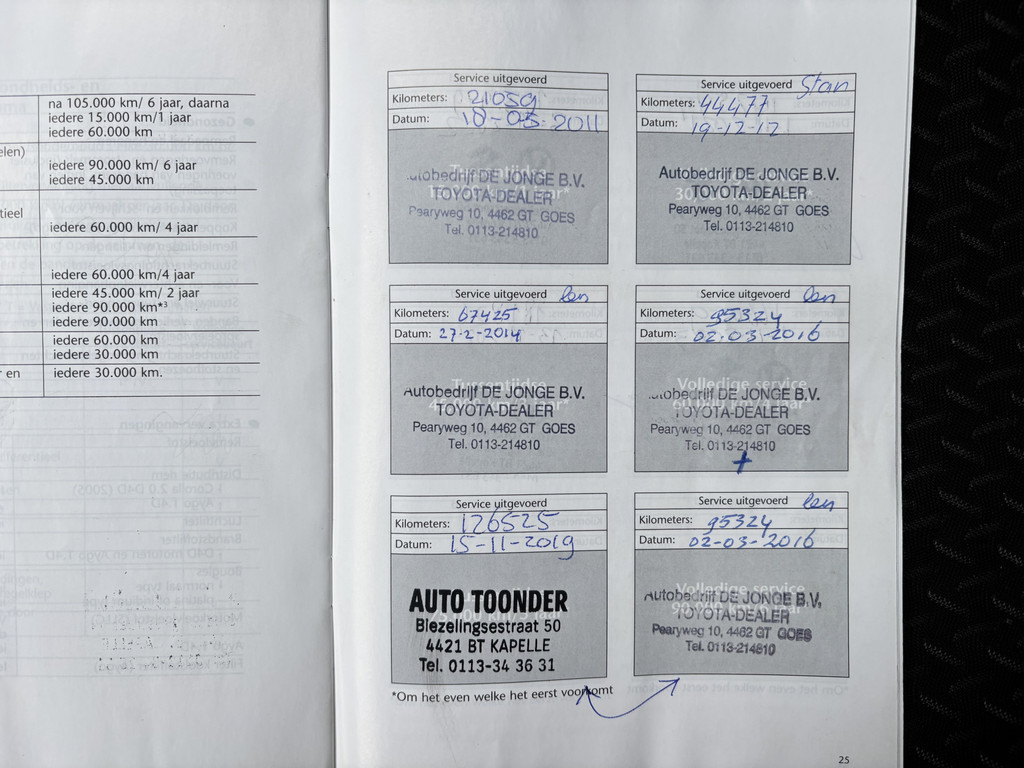 ondheids- en
ma
na 105.000 km/ 6 jaar, daarna
iedere 15.000 km/1 jaar
iedere 60.000 km
elen)
iedere 90.000 km/ 6 jaar
iedere 45.000 km
tieel
iedere 60.000 km/ 4 jaar
iedere 60.000 km/4 jaar
iedere 45.000 km/ 2 jaar
iedere 90.000 km*³
iedere 90.000 km
iedere 60.000 km
iedere 30.000 km
en
iedere 30.000 km.
Service uitgevoerd
Kilometers: 21059
Datum: 18-05-2011
Autobedrijf DE JONGE B.V.
TOYOTA-DEALER
Pearyweg 10, 4462 GT GOES
Tel. 0113-214810
Service uitgevoerd Stan
Kilometers: 44477
Datum: 19-12-12
Autobedrijf DE JONGE B.V.
TOYOTA-DEALER
Pearyweg 10, 4462 GT GOES
Tel. 0113-214810
Service uitgevoerd
Kilometers: 67425
Datum: 27-2-2014
Tussentijdse
Autobedrijf DE JONGE B.V.
TOYOTA-DEALER
Pearyweg 10, 4462 GT GOES
Tel. 0113-214810
Service uitgevoerd
Kilometers: 95324
Datum: 02-03-2016
Volledige service
Autobedrijf DE JONGE B.V.
TOYOTA-DEALER
Pearyweg 10, 4462 GT GOES
Tel. 0113-214810
Service uitgevoerd
Kilometers: 126525
Datum: 15-11-2019
AUTO TOONDER
Biezelingsestraat 50
4421 BT KAPELLE
Tel. 0113-34 36 31
Service uitgevoerd
Kilometers: 95324
Datum: 02-03-2016
Volledige service
Autobedrijf DE JONGE B.V.
TOYOTA-DEALER
Pearyweg 10, 4462 GT GOES
Tel. 0113-214810
*Om het even welke het eerst voorkomt
25